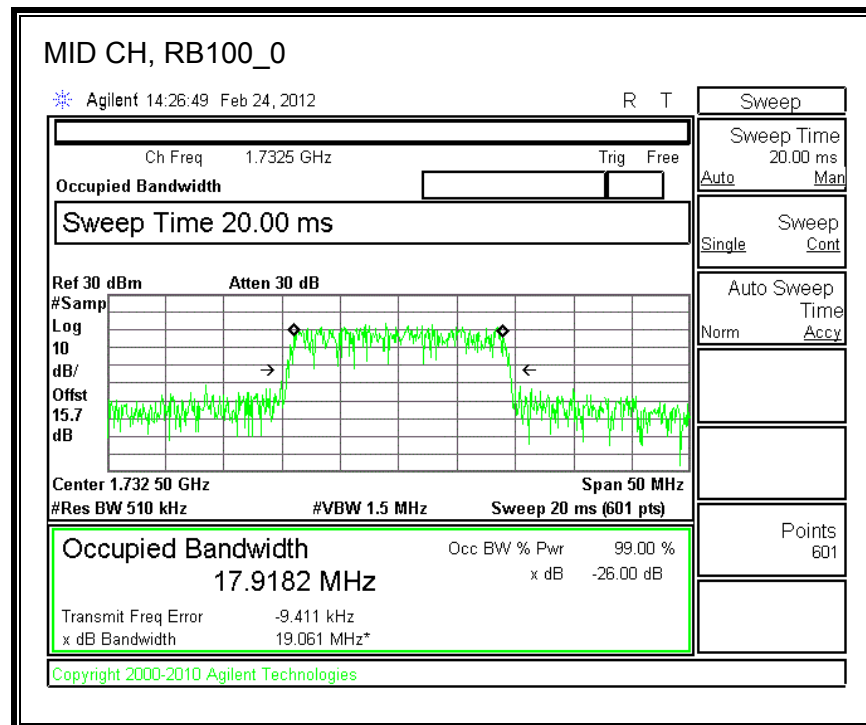 MID CH, RB100_0
Agilent 14:26:49 Feb 24, 2012 R T
Ch Freq 1.7325 GHz Trig Free
Occupied Bandwidth
Sweep Time 20.00 ms
Ref 30 dBm Atten 30 dB
#Samp
Log
10
dB/
Offst
15.7
dB
Center 1.732 50 GHz Span 50 MHz
#Res BW 510 kHz #VBW 1.5 MHz Sweep 20 ms (601 pts)
Occupied Bandwidth Occ BW % Pwr 99.00 %
17.9182 MHz x dB -26.00 dB
Transmit Freq Error -9.411 kHz
x dB Bandwidth 19.061 MHz*
Copyright 2000-2010 Agilent Technologies
Sweep
Sweep Time
20.00 ms
Auto Man
Sweep
Single Cont
Auto Sweep
Time
Norm Accy
Points
601